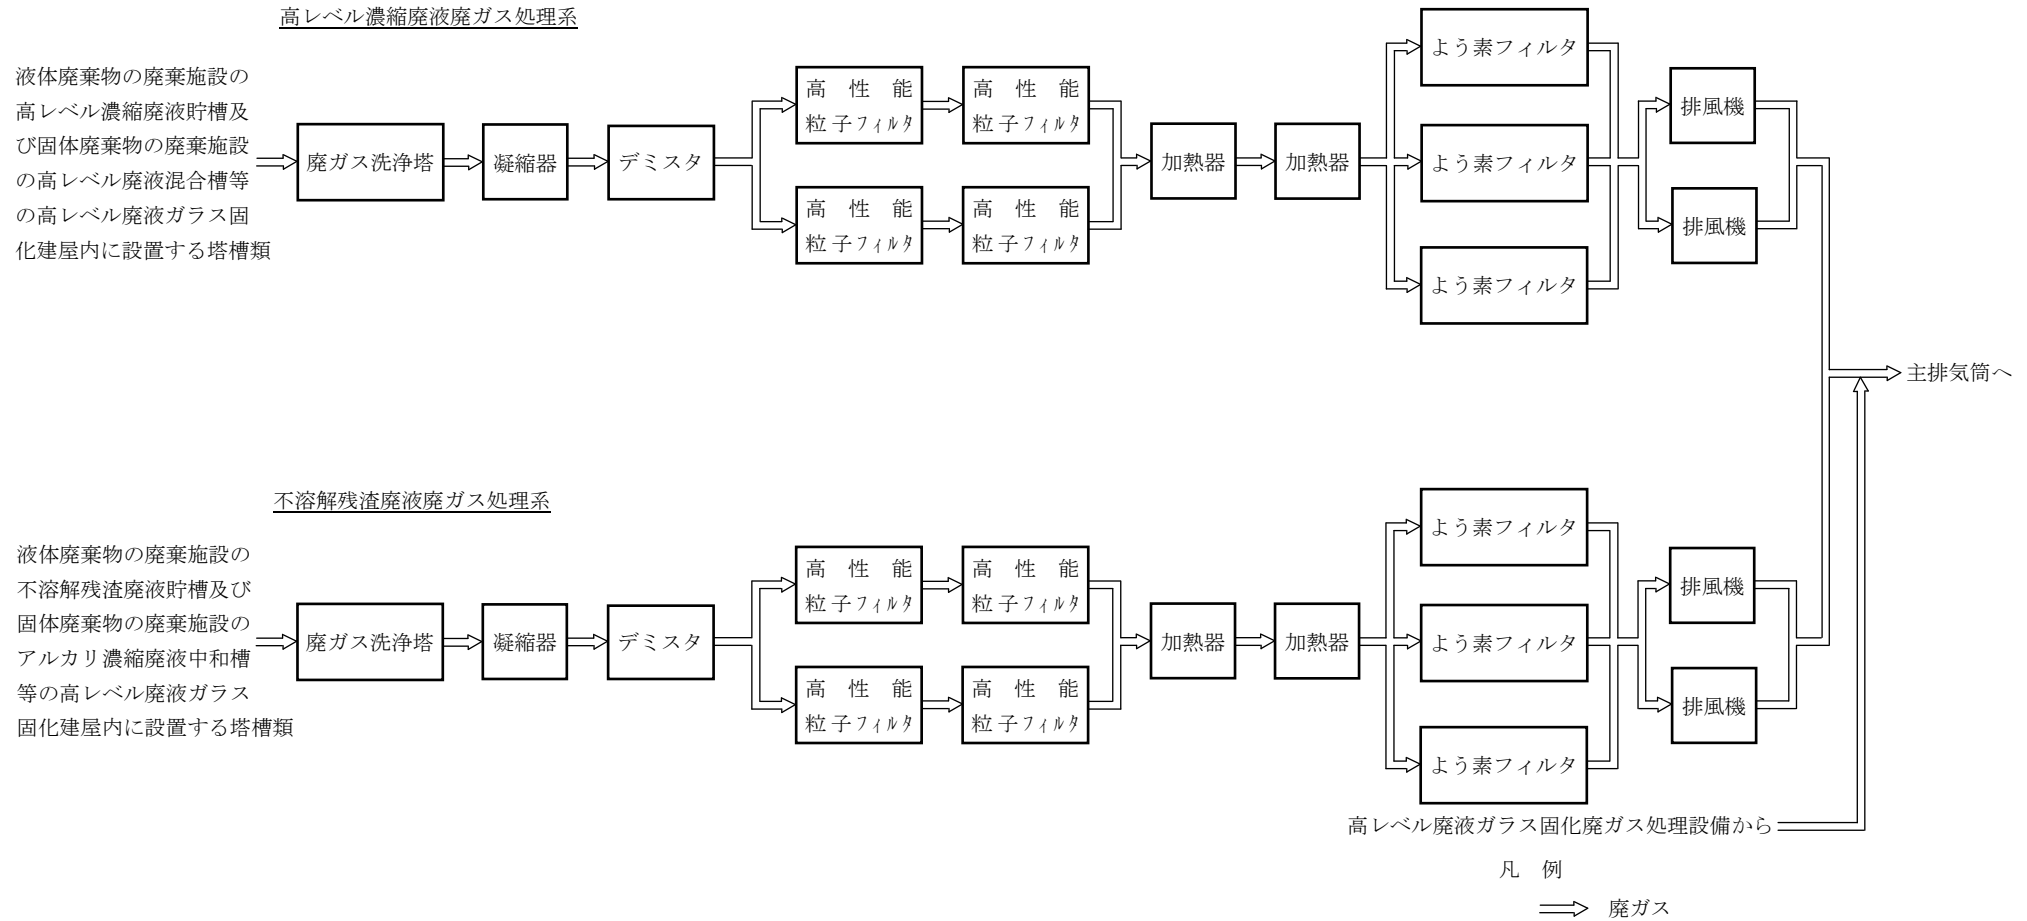 高レベル濃縮廃液廃ガス処理系
液体廃棄物の廃棄施設の
高レベル濃縮廃液貯槽及
び固体廃棄物の廃棄施設
の高レベル廃液混合槽等
の高レベル廃液ガラス固
化建屋内に設置する塔槽類
廃ガス洗浄塔
凝縮器
デミスタ
高性能
粒子フィルタ
高性能
粒子フィルタ
高性能
粒子フィルタ
高性能
粒子フィルタ
加熱器
加熱器
よう素フィルタ
よう素フィルタ
よう素フィルタ
排風機
排風機
主排気筒へ
不溶解残渣廃液廃ガス処理系
液体廃棄物の廃棄施設の
不溶解残渣廃液貯槽及び
固体廃棄物の廃棄施設の
アルカリ濃縮廃液中和槽
等の高レベル廃液ガラス
固化建屋内に設置する塔槽類
廃ガス洗浄塔
凝縮器
デミスタ
高性能
粒子フィルタ
高性能
粒子フィルタ
高性能
粒子フィルタ
高性能
粒子フィルタ
加熱器
加熱器
よう素フィルタ
よう素フィルタ
よう素フィルタ
排風機
排風機
高レベル廃液ガラス固化廃ガス処理設備から
凡 例
廃ガス